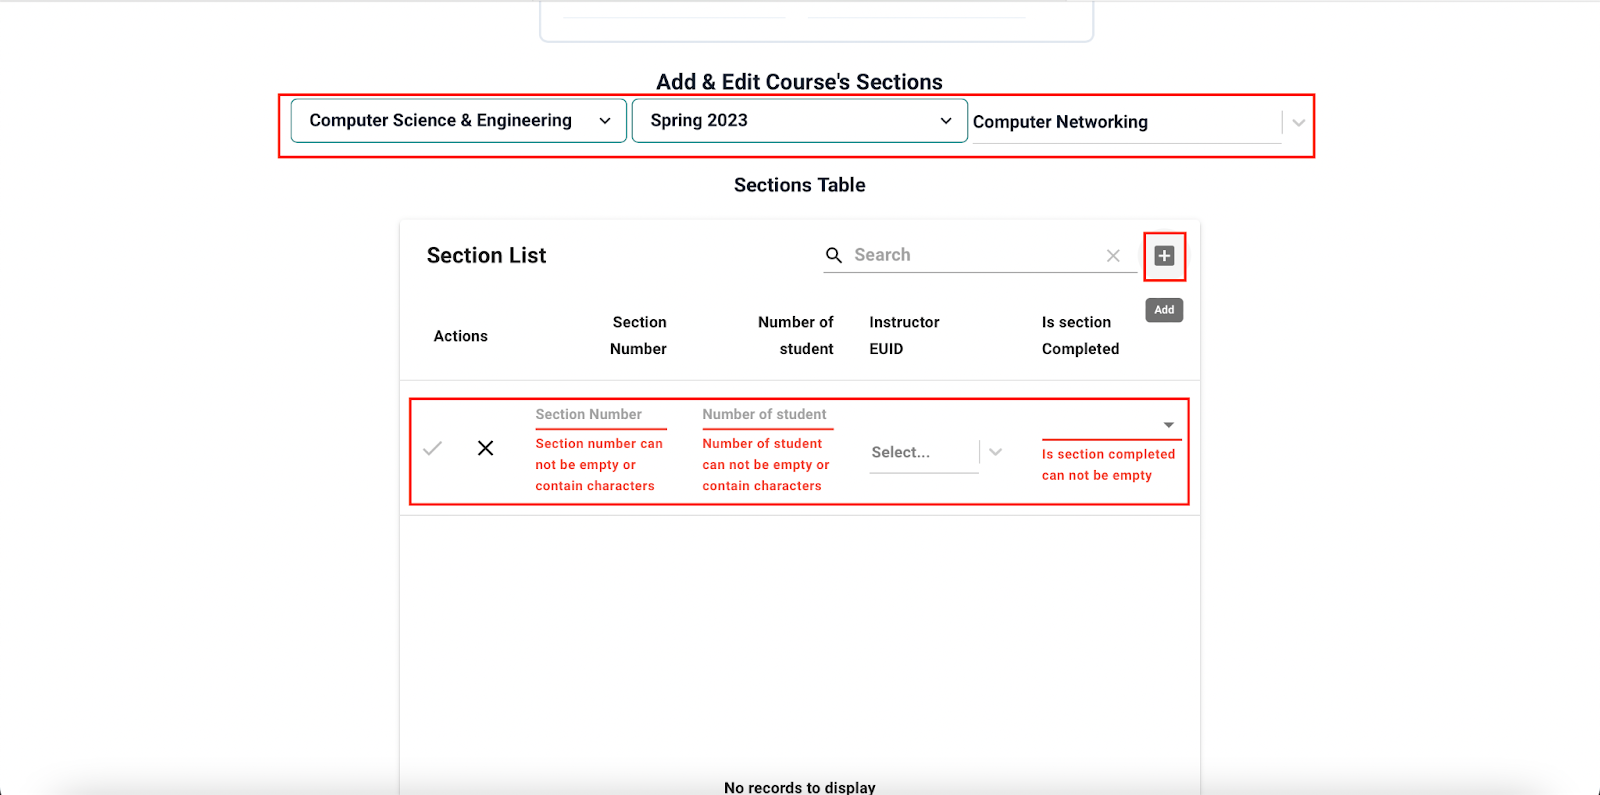 Add & Edit Course's Sections
Computer Science & Engineering
Spring 2023
Computer Networking
Sections Table
Section List
Search
Add
Actions
Section
Number
Number of
student
Instructor
EUID
Is section
Completed
Section Number
Section number can
not be empty or
contain characters
Number of student
Number of student
can not be empty or
contain characters
Select...
Is section completed
can not be empty
No records to display